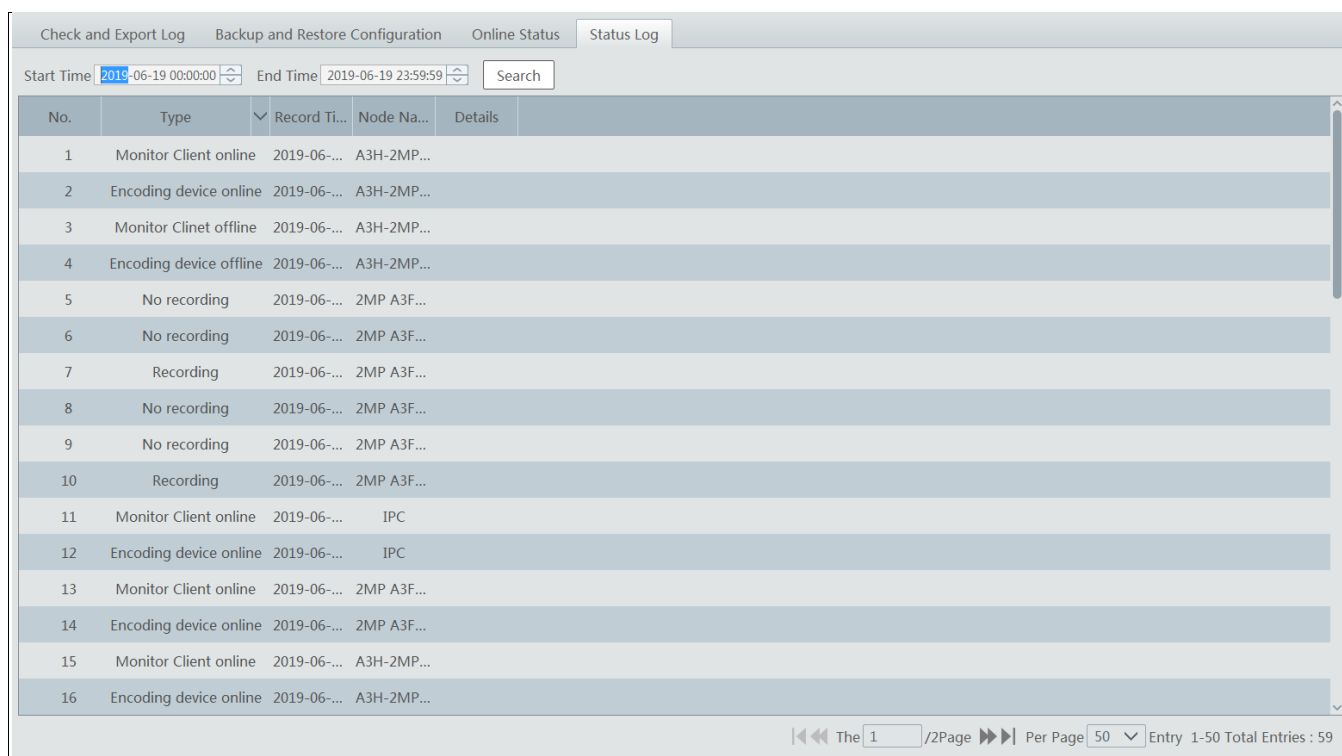 Check and Export Log Backup and Restore Configuration Online Status Status Log
Start Time 2019-06-19 00:00:00 End Time 2019-06-19 23:59:59 Search
No. Type Record Ti... Node Na... Details
1 Monitor Client online 2019-06-... A3H-2MP...
2 Encoding device online 2019-06-... A3H-2MP...
3 Monitor Clinet offline 2019-06-... A3H-2MP...
4 Encoding device offline 2019-06-... A3H-2MP...
5 No recording 2019-06-... 2MP A3F...
6 No recording 2019-06-... 2MP A3F...
7 Recording 2019-06-... 2MP A3F...
8 No recording 2019-06-... 2MP A3F...
9 No recording 2019-06-... 2MP A3F...
10 Recording 2019-06-... 2MP A3F...
11 Monitor Client online 2019-06-... IPC
12 Encoding device online 2019-06-... IPC
13 Monitor Client online 2019-06-... 2MP A3F...
14 Encoding device online 2019-06-... 2MP A3F...
15 Monitor Client online 2019-06-... A3H-2MP...
16 Encoding device online 2019-06-... A3H-2MP...
The 1 /2Page Per Page 50 Entry 1-50 Total Entries : 59